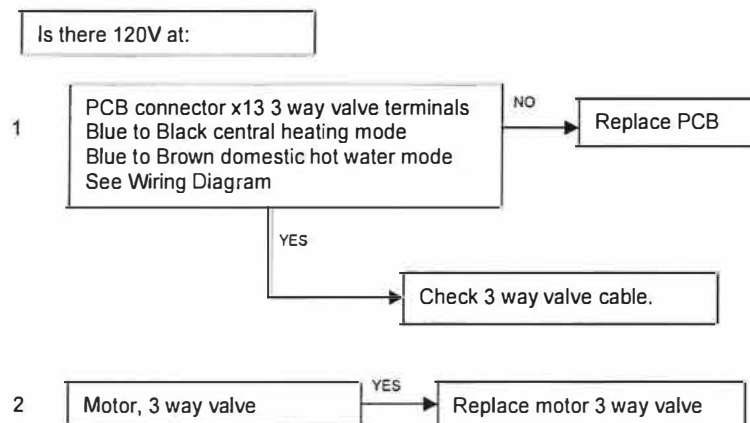 Is there 120V at:
1
PCB connector x13 3 way valve terminals
Blue to Black central heating mode
Blue to Brown domestic hot water mode
See Wiring Diagram
NO
Replace PCB
YES
Check 3 way valve cable.
2
Motor, 3 way valve
YES
Replace motor 3 way valve